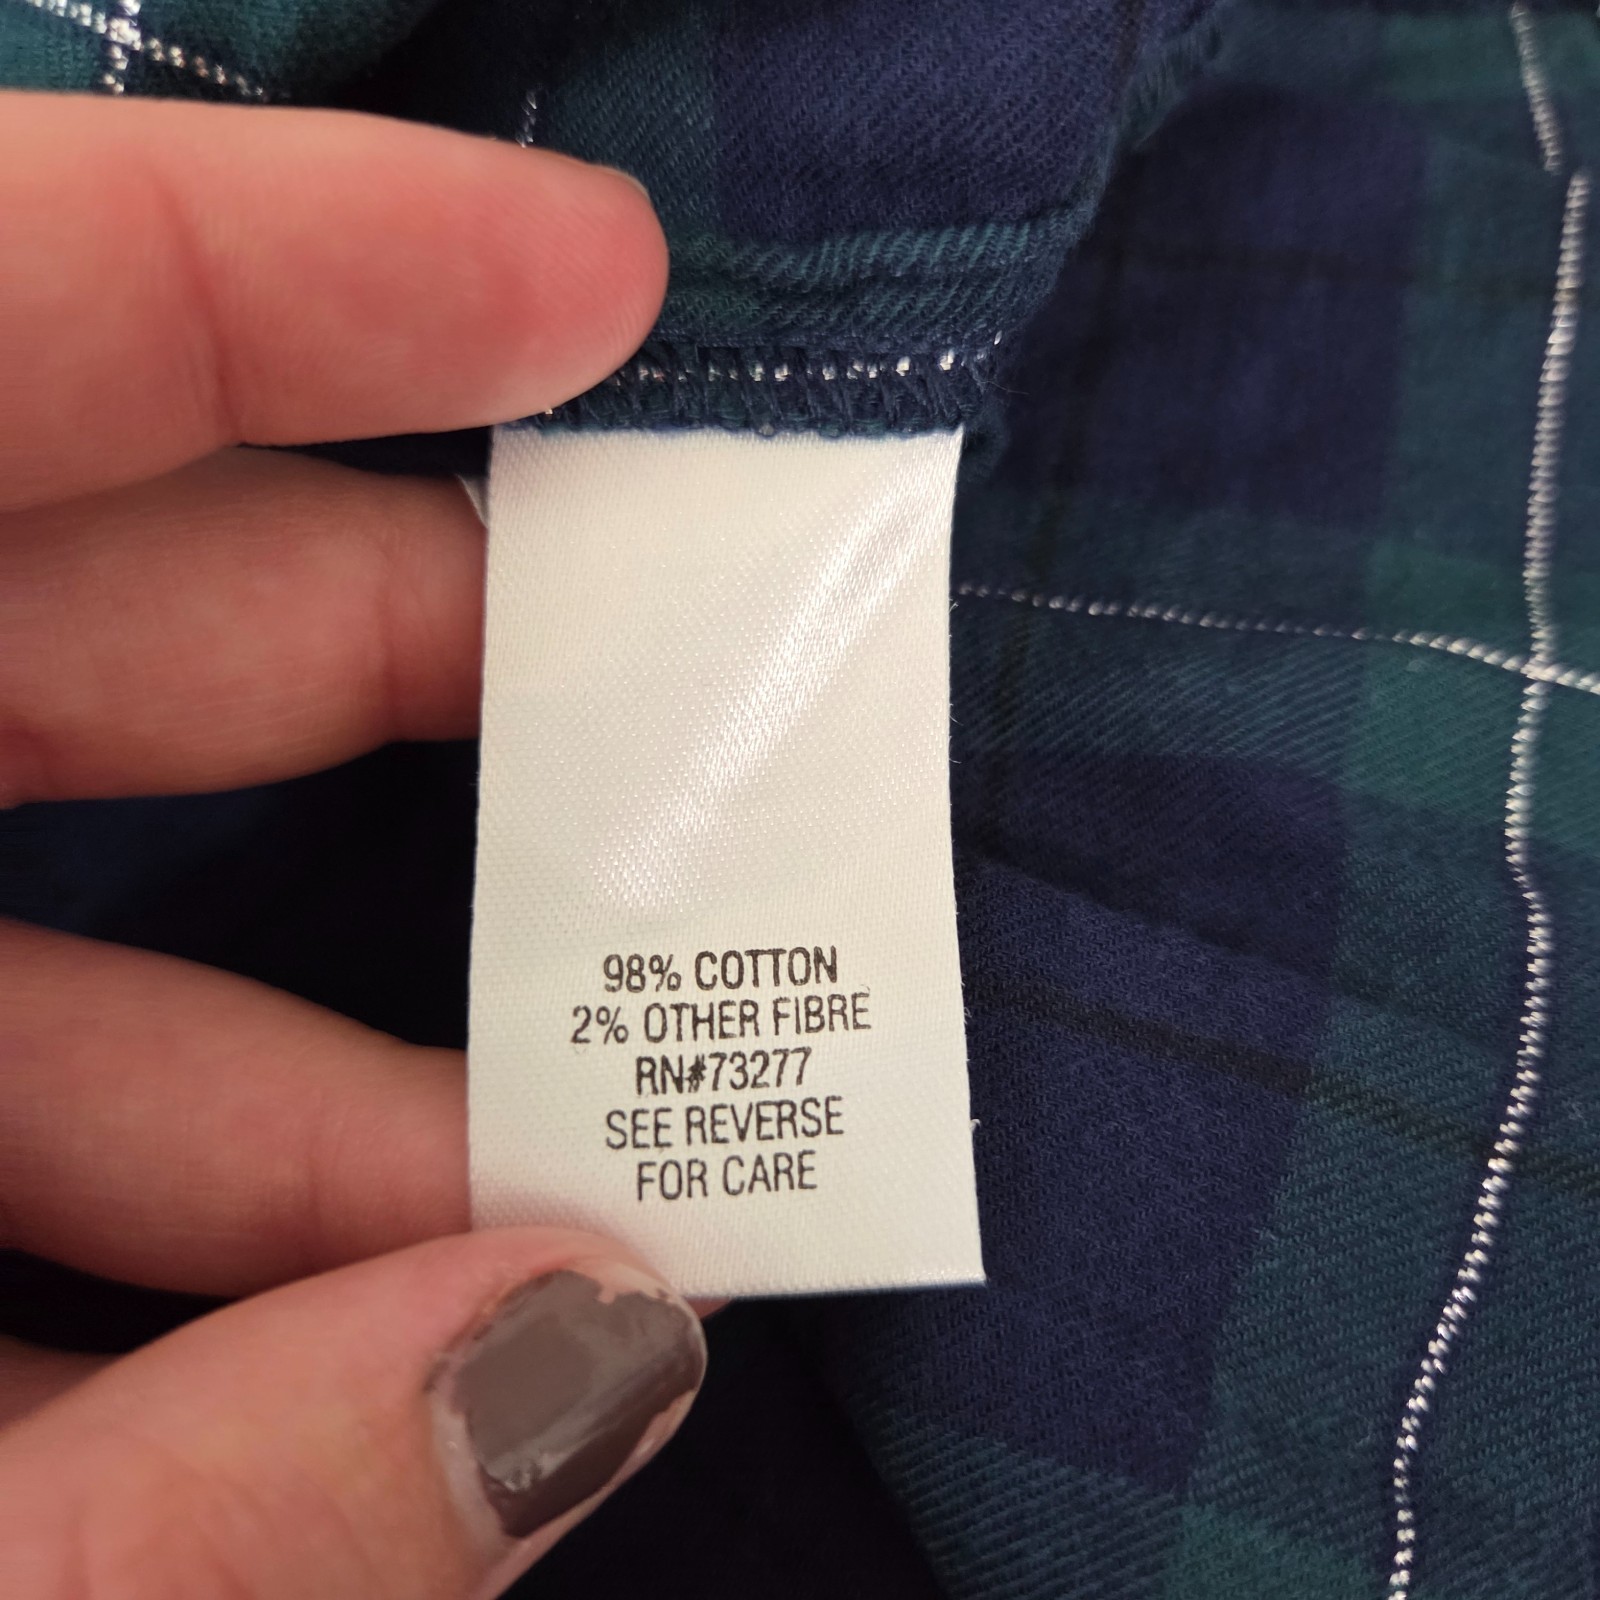 98% COTTON
2% OTHER FIBRE
RN#73277
SEE REVERSE
FOR CARE